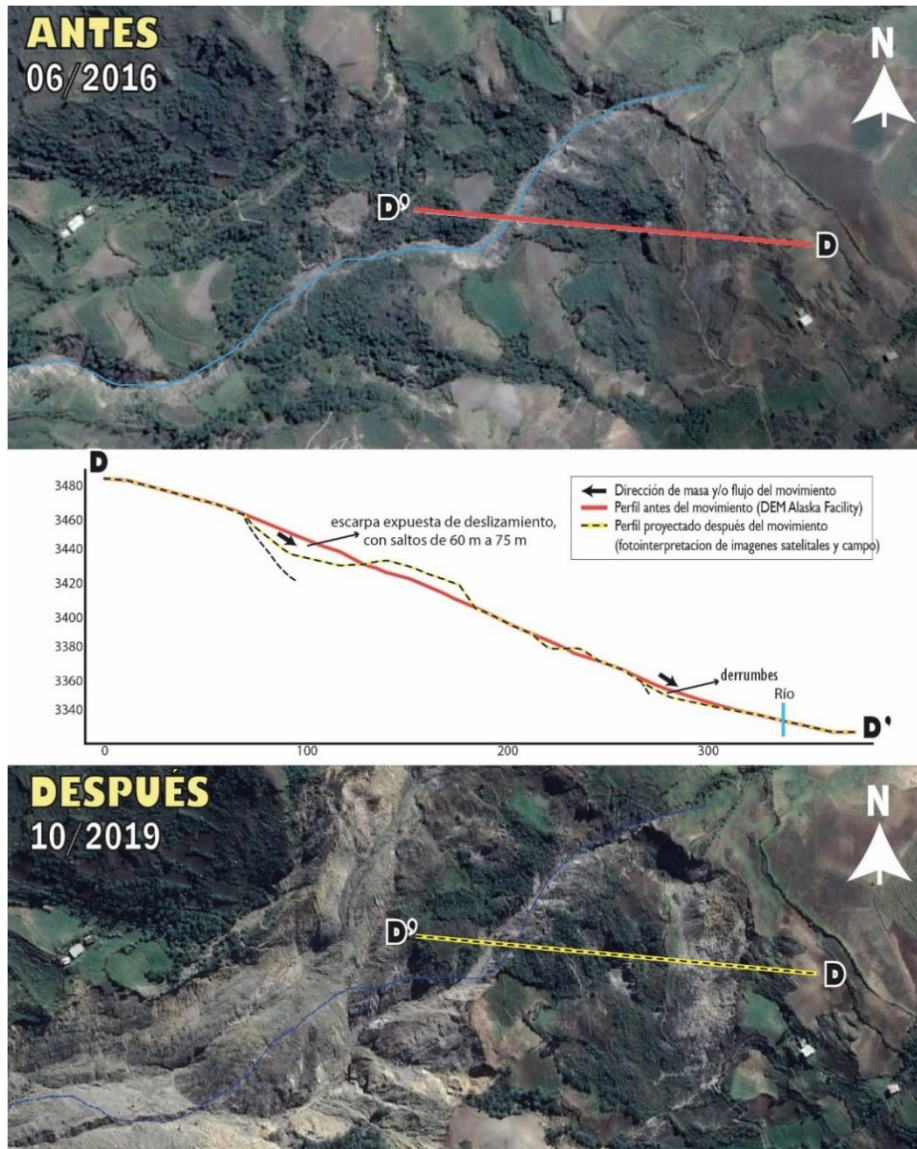 ANTES
06/2016
N
D'
D
D
3480
3460
3440
3420
3400
3380
3360
3340
0
100
200
300
escarpa expuesta de deslizamiento,
con saltos de 60 m a 75 m
Dirección de masa y/o flujo del movimiento
Perfil antes del movimiento (DEM Alaska Facility)
Perfil proyectado después del movimiento
(fotointerpretacion de imagenes satelitales y campo)
derrumbes
Río
D'
DESPUÉS
10/2019
N
D'
D